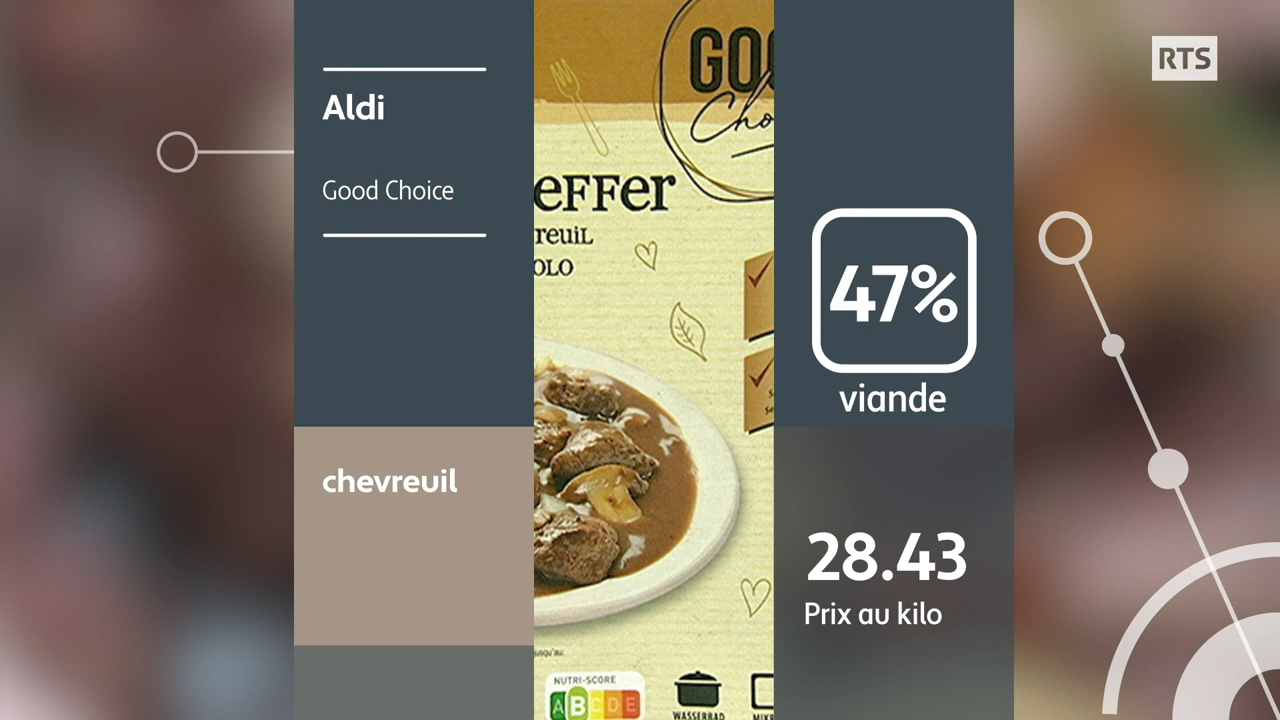 RTS
Aldi
Good Choice
chevreuil
GOO
Cho
effer
reuil
OLO
NUTRI-SCORE
A B C D E
WASSERBAD
47%
viande
28.43
Prix au kilo